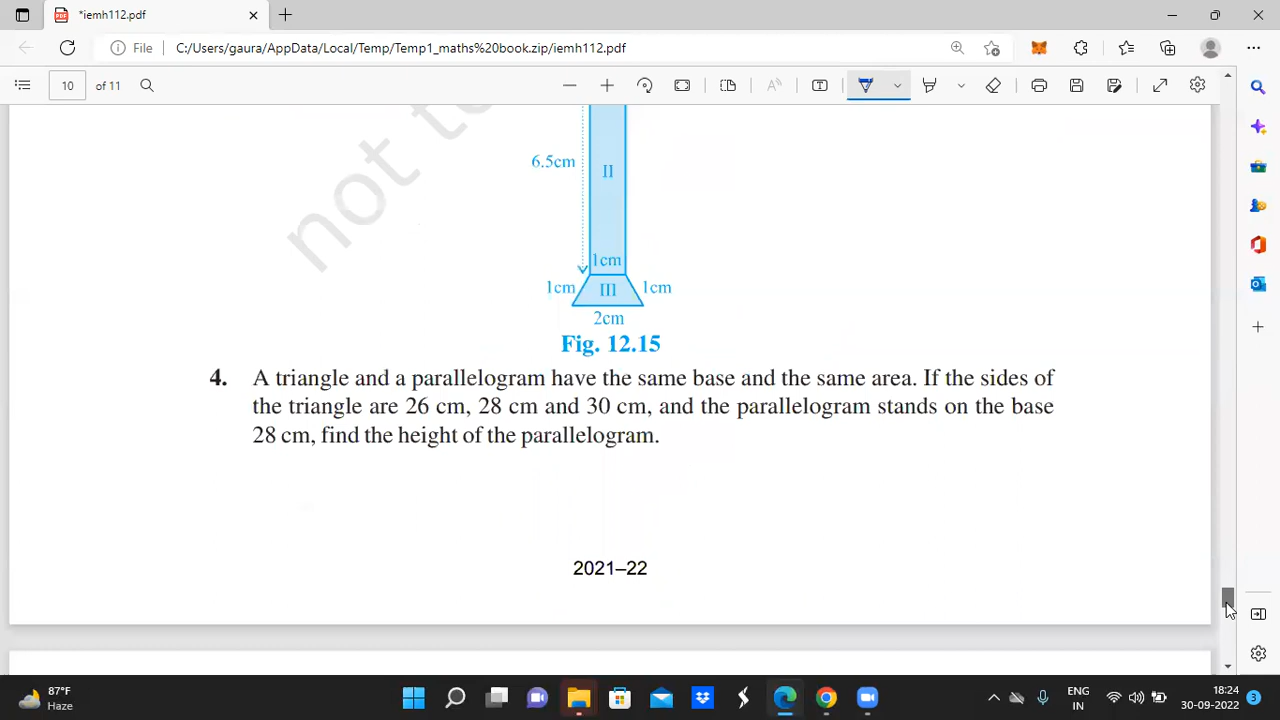 *iemh112.pdf
File C:/Users/gaura/AppData/Local/Temp/Temp1_maths%20book.zip/iemh112.pdf
10 of 11
not to
6.5cm
II
1cm
1cm III 1cm
2cm
Fig. 12.15
4. A triangle and a parallelogram have the same base and the same area. If the sides of
the triangle are 26 cm, 28 cm and 30 cm, and the parallelogram stands on the base
28 cm, find the height of the parallelogram.
2021–22
87°F
Haze
ENG
IN
18:24
30-09-2022
3